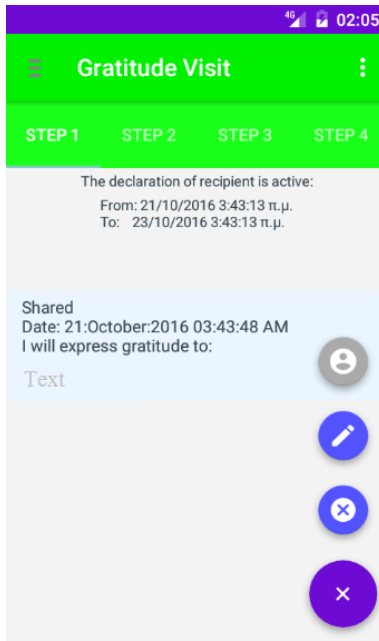 4G 02:05
Gratitude Visit
STEP 1 STEP 2 STEP 3 STEP 4
The declaration of recipient is active:
From: 21/10/2016 3:43:13 π.μ.
To: 23/10/2016 3:43:13 π.μ.
Shared
Date: 21:October:2016 03:43:48 AM
I will express gratitude to:
Text